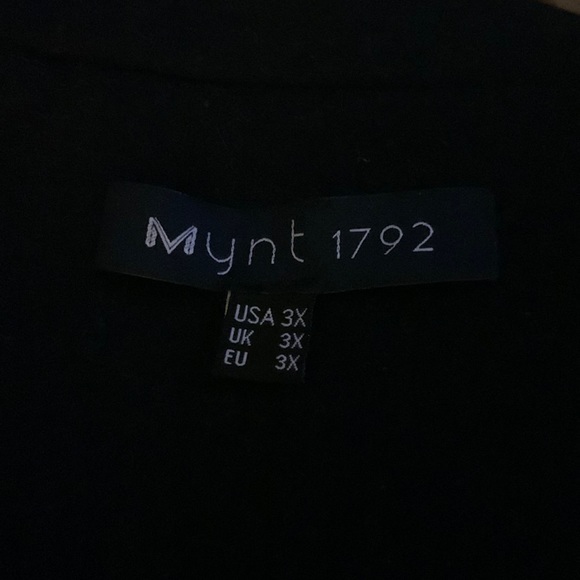 Mynt 1792
USA 3X
UK 3X
EU 3X